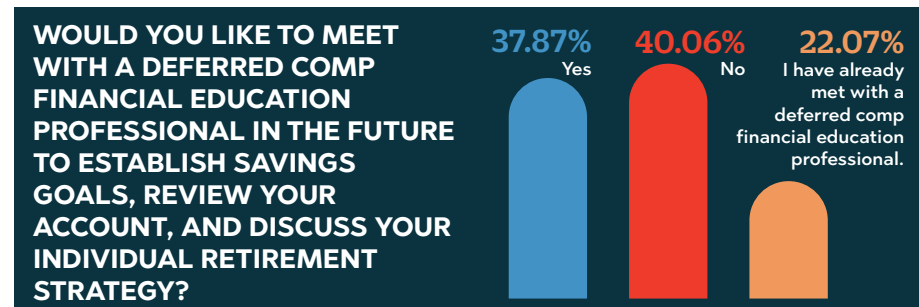 WOULD YOU LIKE TO MEET
WITH A DEFERRED COMP
FINANCIAL EDUCATION
PROFESSIONAL IN THE FUTURE
TO ESTABLISH SAVINGS
GOALS, REVIEW YOUR
ACCOUNT, AND DISCUSS YOUR
INDIVIDUAL RETIREMENT
STRATEGY?
37.87%
Yes
40.06%
No
22.07%
I have already
met with a
deferred comp
financial education
professional.